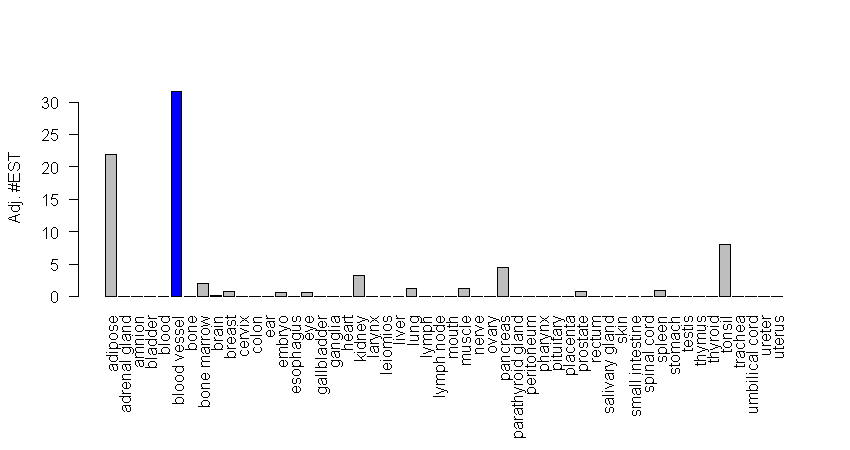 Adj. #EST
30
25
20
15
10
5
0
adipose
adrenal gland
amnion
bladder
blood
blood vessel
bone
bone marrow
brain
breast
cervix
colon
ear
embryo
esophagus
eye
gallbladder
ganglia
heart
kidney
larynx
leiomios
liver
lung
lymph
lymph node
mouth
muscle
nerve
ovary
pancreas
parathyroid gland
peritoneum
pharynx
pituitary
placenta
prostate
rectum
salivary gland
skin
small intestine
spinal cord
spleen
stomach
testis
thymus
thyroid
tonsil
trachea
umbilical cord
ureter
uterus